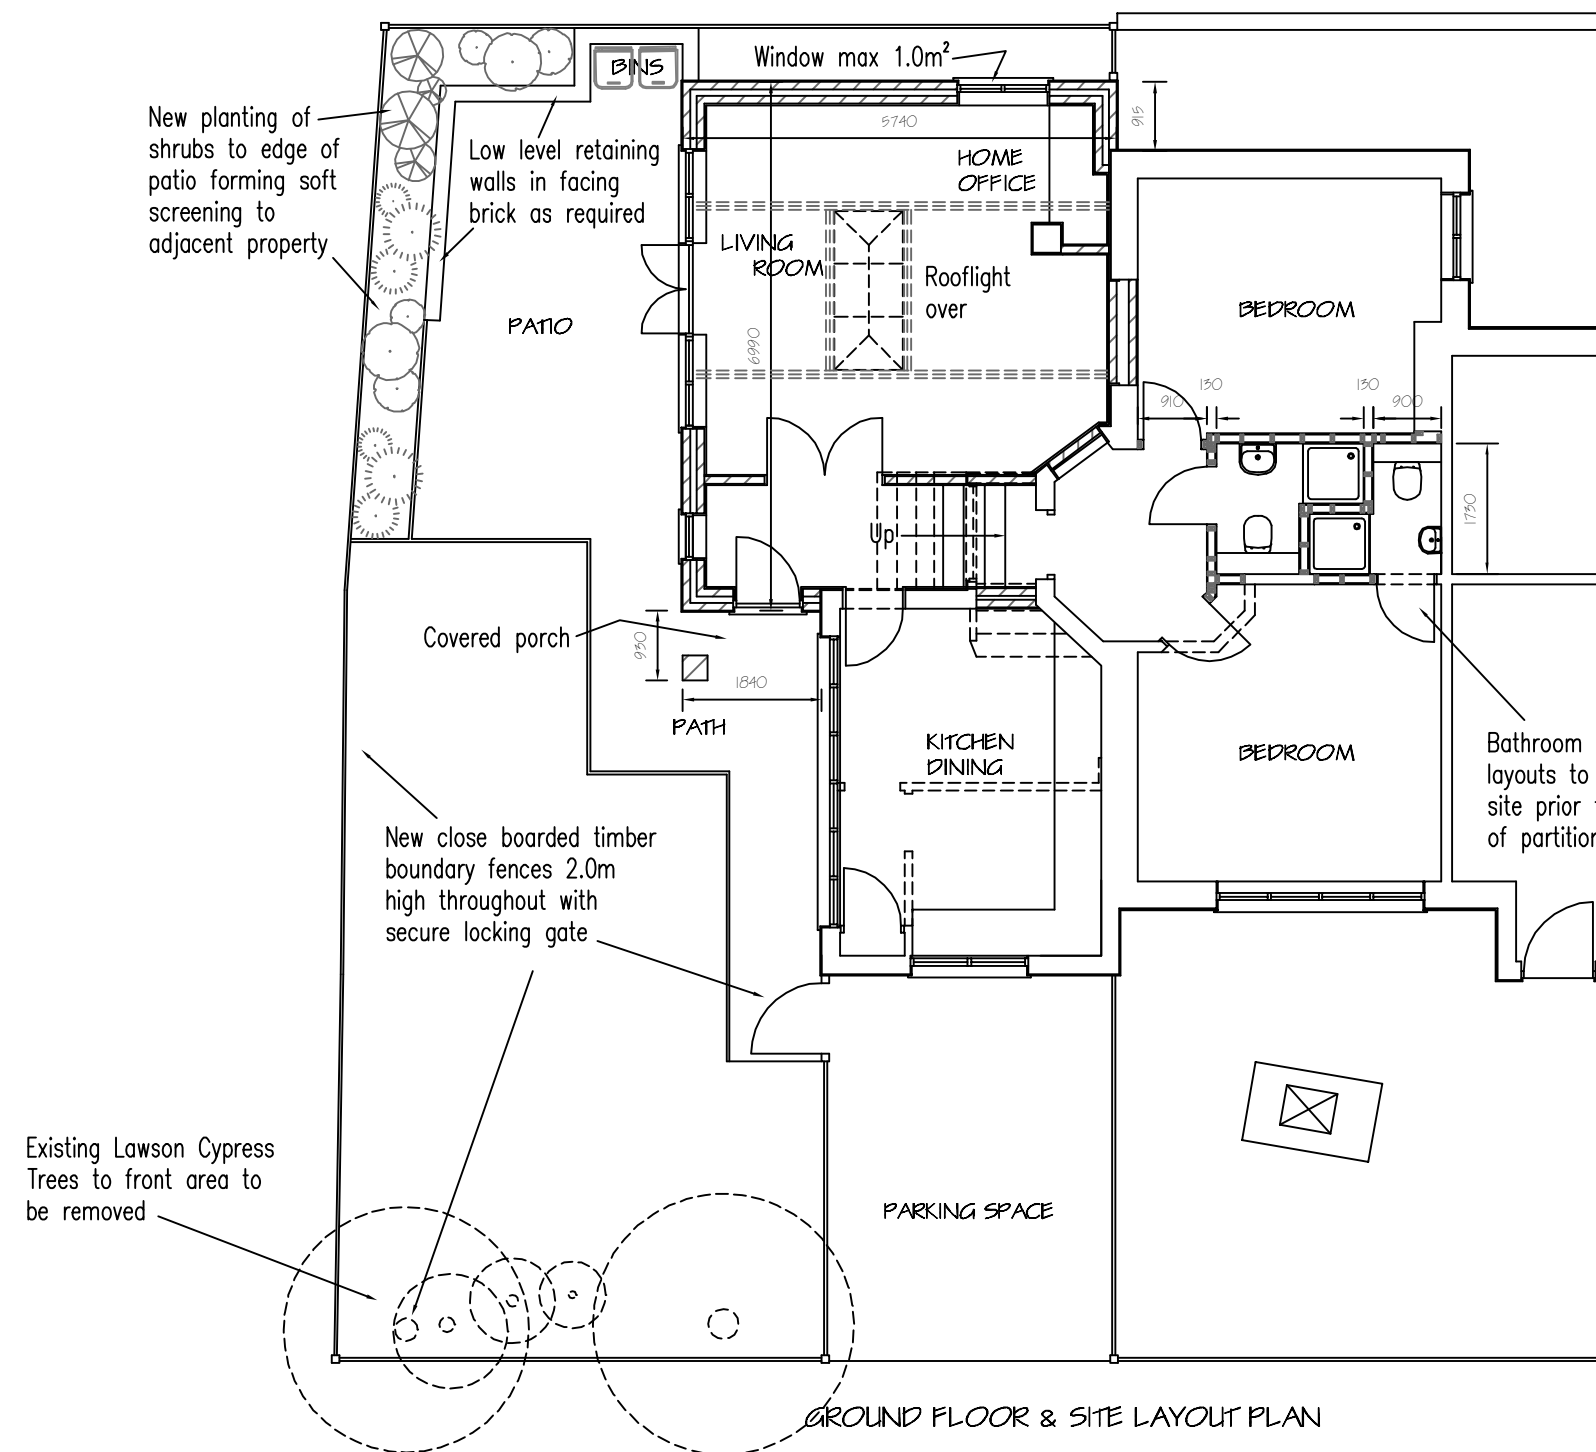 Window max 1.0m²
BINS
915
New planting of
shrubs to edge of
patio forming soft
screening to
adjacent property
Low level retaining
walls in facing
brick as required
5740
HOME
OFFICE
LIVING
ROOM
Rooflight
over
PATIO
6990
BEDROOM
130
130
910
900
1730
Up
Covered porch
930
1840
PATH
KITCHEN
DINING
BEDROOM
Bathroom
layouts to
site prior
of partition
New close boarded timber
boundary fences 2.0m
high throughout with
secure locking gate
Existing Lawson Cypress
Trees to front area to
be removed
PARKING SPACE
GROUND FLOOR & SITE LAYOUT PLAN